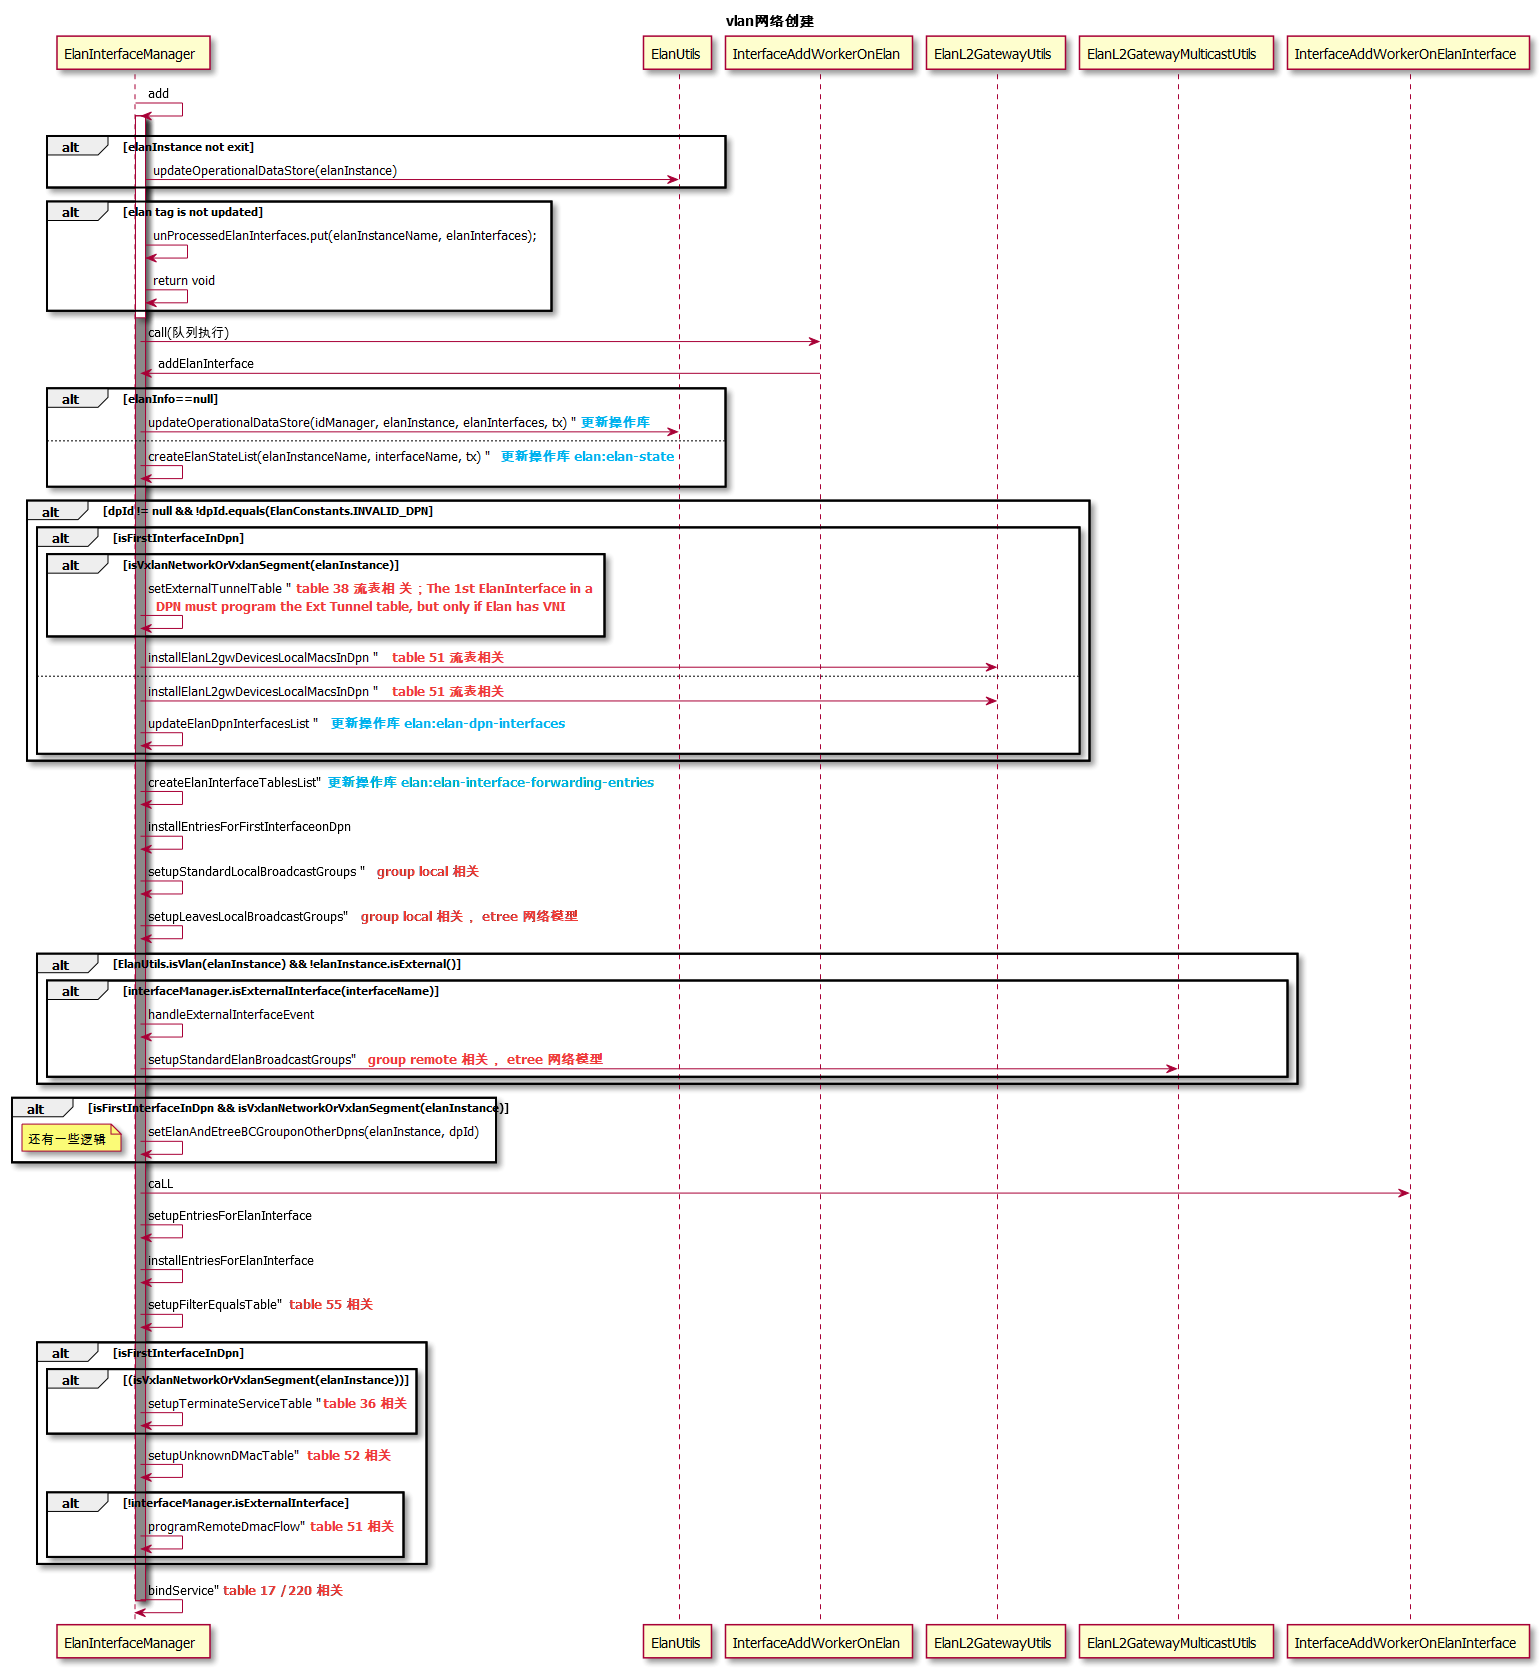 vlan网络创建
ElanInterfaceManager
ElanUtils
InterfaceAddWorkerOnElan
ElanL2GatewayUtils
ElanL2GatewayMulticastUtils
InterfaceAddWorkerOnElanInterface
add
alt [elanInstance not exit]
updateOperationalDataStore(elanInstance)
alt [elan tag is not updated]
unProcessedElanInterfaces.put(elanInstanceName, elanInterfaces);
return void
call(队列执行)
addElanInterface
alt [elanInfo==null]
updateOperationalDataStore(idManager, elanInstance, elanInterfaces, tx) " 更新操作库
createElanStateList(elanInstanceName, interfaceName, tx) " 更新操作库 elan:elan-state
alt [dpId != null && !dpId.equals(ElanConstants.INVALID_DPN]
alt [isFirstInterfaceInDpn]
alt [isVxlanNetworkOrVxlanSegment(elanInstance)]
setExternalTunnelTable " table 38 流表相 关 ; The 1st ElanInterface in a
DPN must program the Ext Tunnel table, but only if Elan has VNI
installElanL2gwDevicesLocalMacsInDpn " table 51 流表相关
installElanL2gwDevicesLocalMacsInDpn " table 51 流表相关
updateElanDpnInterfacesList " 更新操作库 elan:elan-dpn-interfaces
createElanInterfaceTablesList" 更新操作库 elan:elan-interface-forwarding-entries
installEntriesForFirstInterfaceonDpn
setupStandardLocalBroadcastGroups " group local 相关
setupLeavesLocalBroadcastGroups" group local 相关 ，etree 网络模型
alt [ElanUtils.isVlan(elanInstance) && !elanInstance.isExternal()]
alt [interfaceManager.isExternalInterface(interfaceName)]
handleExternalInterfaceEvent
setupStandardElanBroadcastGroups" group remote 相关 ，etree 网络模型
alt [isFirstInterfaceInDpn && isVxlanNetworkOrVxlanSegment(elanInstance)]
还有一些逻辑
setElanAndEtreeBCGrouponOtherDpns(elanInstance, dpId)
caLL
setupEntriesForElanInterface
installEntriesForElanInterface
setupFilterEqualsTable" table 55 相关
alt [isFirstInterfaceInDpn]
alt [(isVxlanNetworkOrVxlanSegment(elanInstance))]
setupTerminateServiceTable "table 36 相关
setupUnknownDMacTable" table 52 相关
alt [!interfaceManager.isExternalInterface]
programRemoteDmacFlow" table 51 相关
bindService" table 17 /220 相关
ElanInterfaceManager
ElanUtils
InterfaceAddWorkerOnElan
ElanL2GatewayUtils
ElanL2GatewayMulticastUtils
InterfaceAddWorkerOnElanInterface